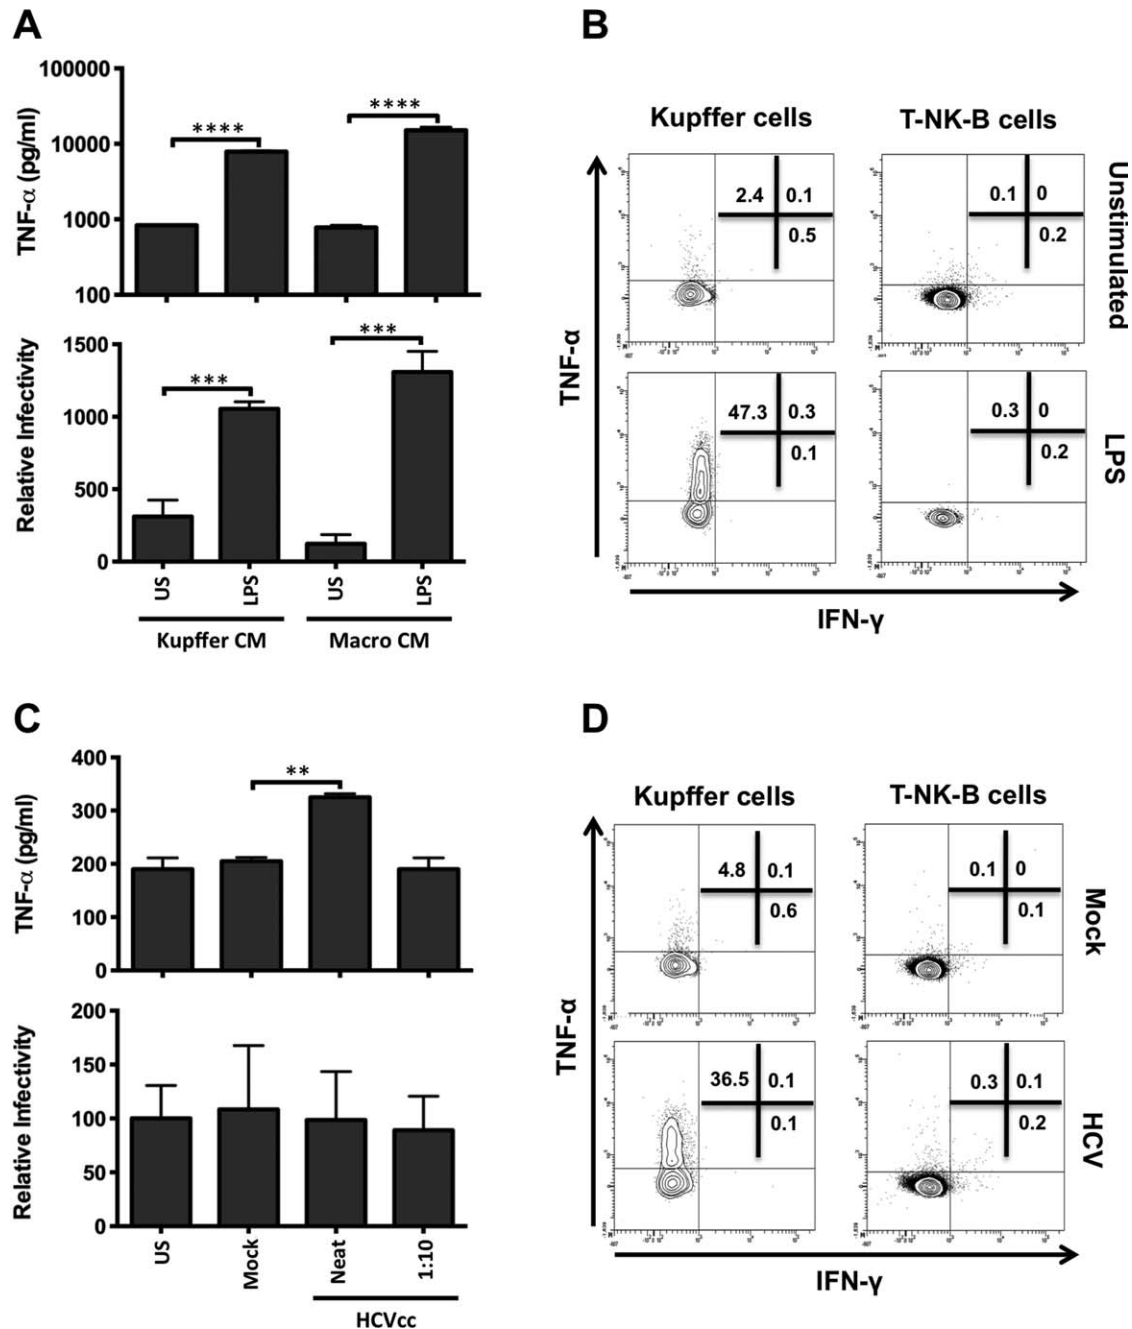 A
100000
10000
1000
100
TNF-α (pg/ml)
****
****
1500
1000
500
0
Relative Infectivity
***
***
US
LPS
US
LPS
Kupffer CM
Macro CM
B
Kupffer cells
T-NK-B cells
2.4 0.1
0.5
0.1 0
0.2
Unstimulated
47.3 0.3
0.1
0.3 0
0.2
LPS
TNF-α
IFN-γ
C
400
300
200
100
0
TNF-α (pg/ml)
**
200
150
100
50
0
Relative Infectivity
US
Mock
Neat
1:10
HCVcc
D
Kupffer cells
T-NK-B cells
4.8 0.1
0.6
0.1 0
0.1
Mock
36.5 0.1
0.1
0.3 0.1
0.2
HCV
TNF-α
IFN-γ